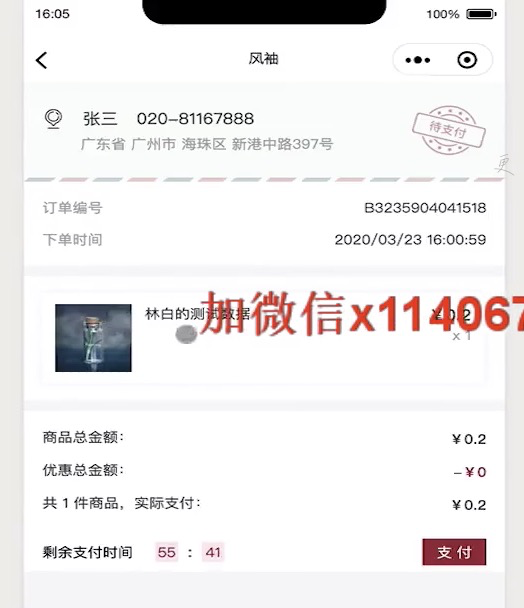 16:05
100%
风袖
张三 020-81167888
广东省 广州市 海珠区 新港中路397号
待支付
更
订单编号 B3235904041518
下单时间 2020/03/23 16:00:59
林白的测试数据 ¥0.2
加微信x114067
x 1
商品总金额: ¥0.2
优惠总金额: -¥0
共 1 件商品, 实际支付: ¥0.2
剩余支付时间 55 : 41
支付